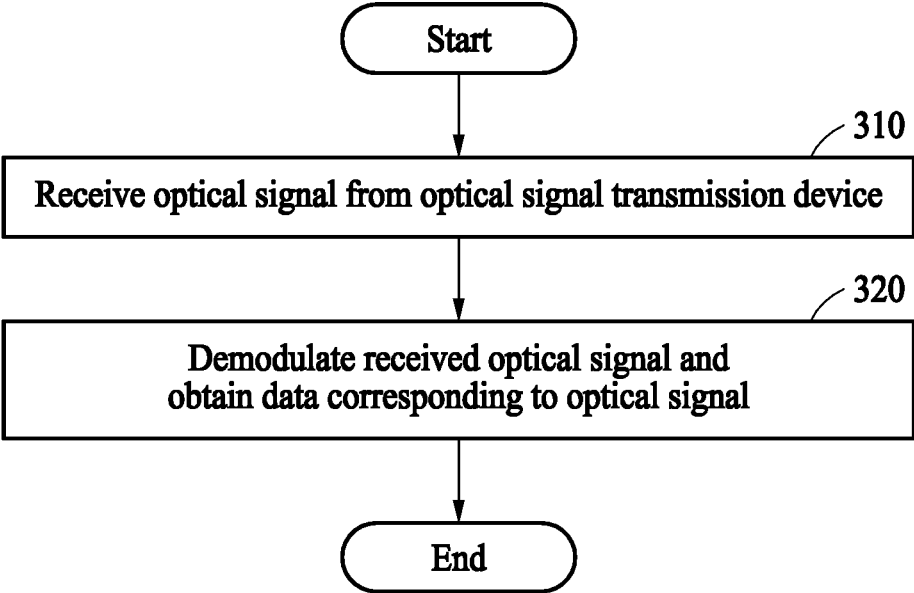 Start
310
Receive optical signal from optical signal transmission device
320
Demodulate received optical signal and
obtain data corresponding to optical signal
End